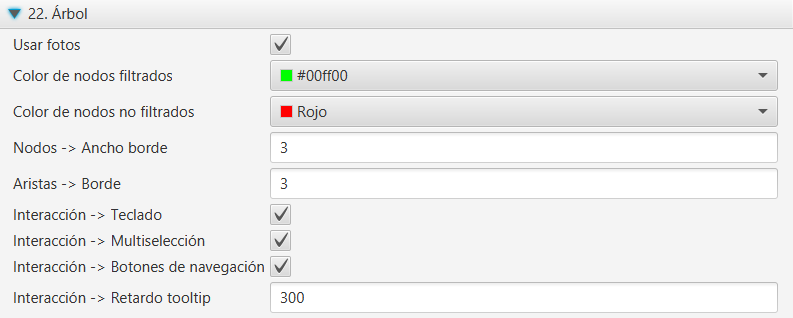 22. Árbol
Usar fotos
Color de nodos filtrados #00ff00
Color de nodos no filtrados Rojo
Nodos -> Ancho borde 3
Aristas -> Borde 3
Interacción -> Teclado
Interacción -> Multiselección
Interacción -> Botones de navegación
Interacción -> Retardo tooltip 300